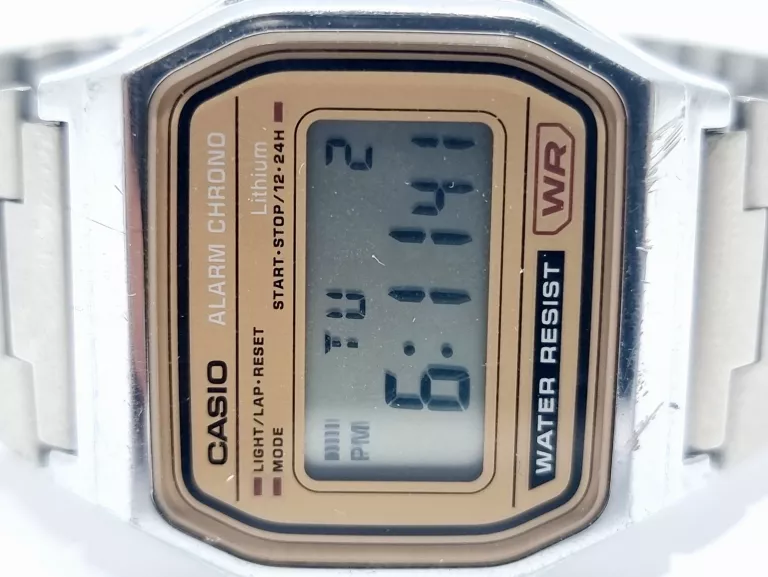 CASIO ALARM CHRONO
LIGHT/LAP·RESET Lithium
MODE START·STOP/12·24H
TU 2
PM 6:11 41
WATER RESIST WR